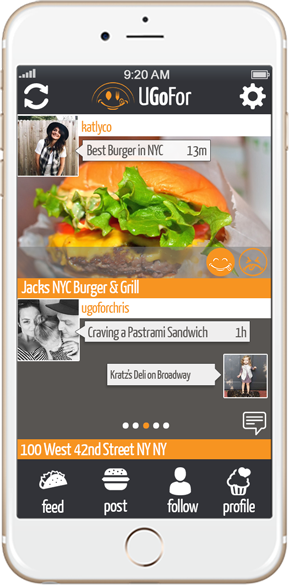 9:20 AM
UGoFor
katlyco
Best Burger in NYC 13m
Jacks NYC Burger & Grill
ugoforchris
Craving a Pastrami Sandwich 1h
Kratz's Deli on Broadway
100 West 42nd Street NY NY
feed post follow profile